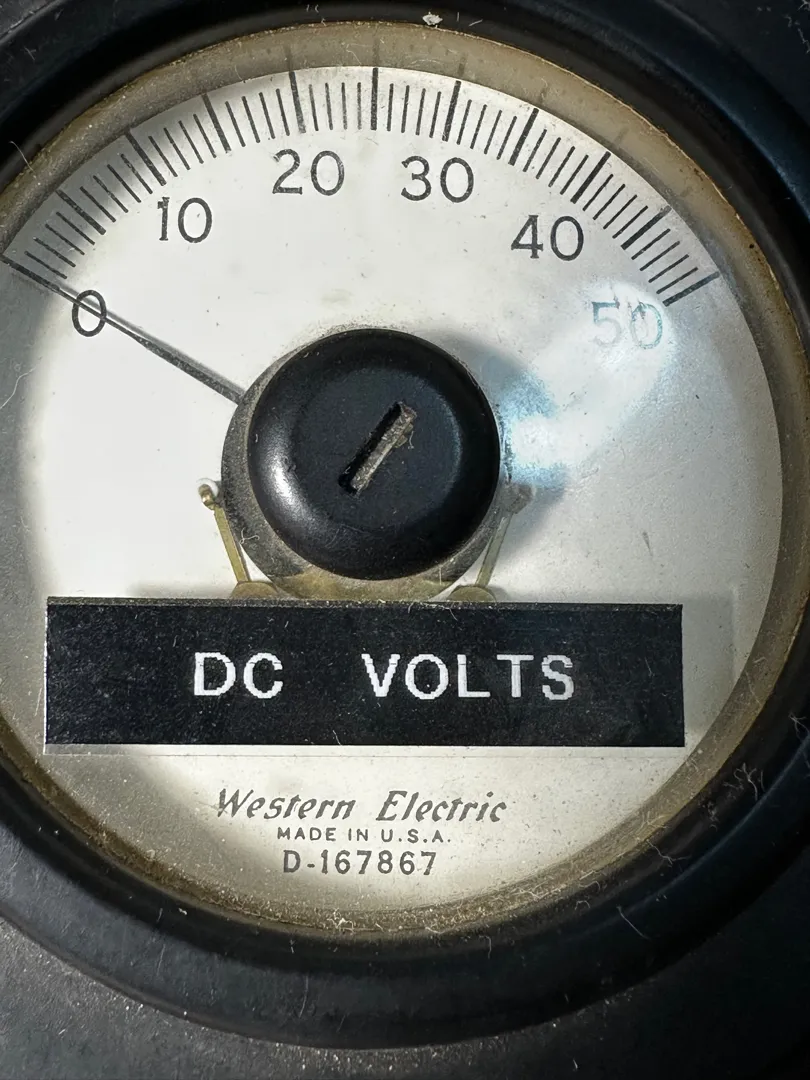 20 30
10 40
0 50
DC VOLTS
Western Electric
MADE IN U.S.A.
D-167867